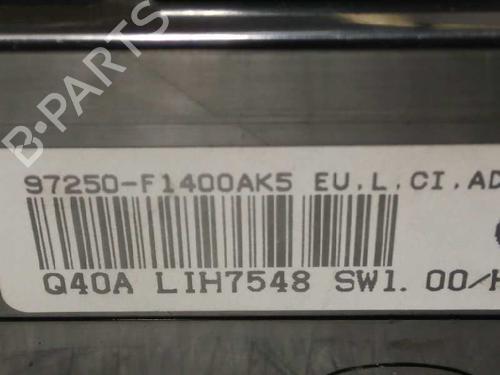 B-PARTS
97250-F1400AK5 EU.L.CI.AD
Q40A LIH7548 SW1.00/H